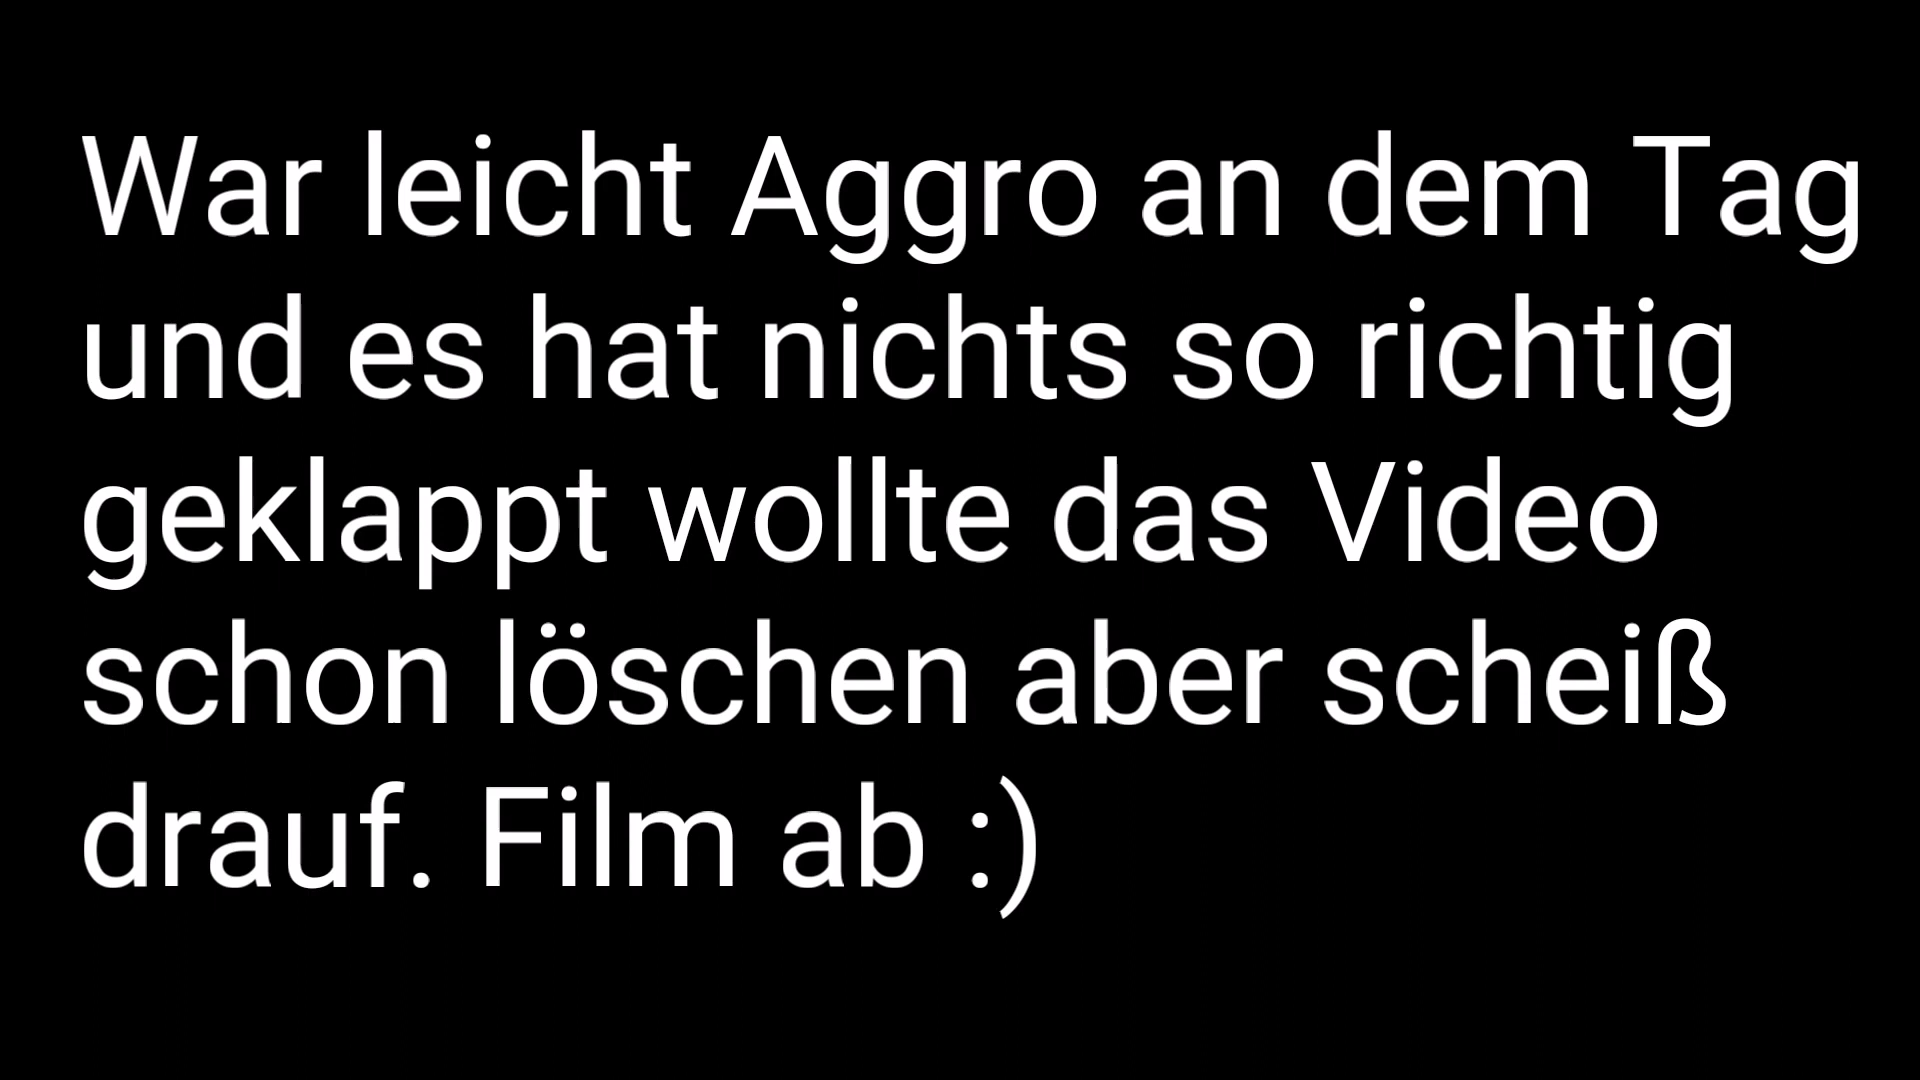 War leicht Aggro an dem Tag
und es hat nichts so richtig
geklappt wollte das Video
schon löschen aber scheiß
drauf. Film ab :)